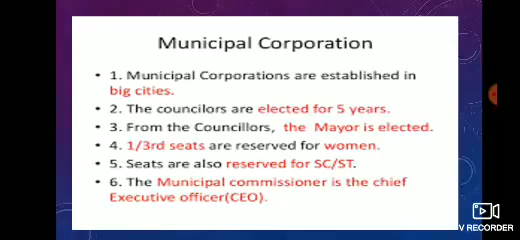 Municipal Corporation
• 1. Municipal Corporations are established in
big cities.
• 2. The councilors are elected for 5 years.
• 3. From the Councillors, the Mayor is elected.
• 4. 1/3rd seats are reserved for women.
• 5. Seats are also reserved for SC/ST.
• 6. The Municipal commissioner is the chief
Executive officer(CEO).
V RECORDER